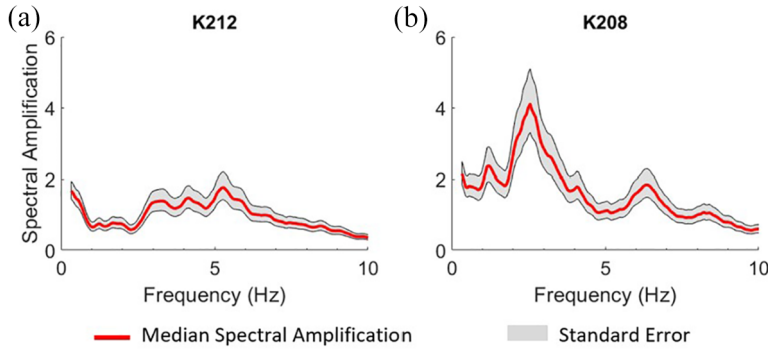 (a)
K212
(b)
K208
Spectral Amplification
6
4
2
0
0
5
10
Frequency (Hz)
6
4
2
0
0
5
10
Frequency (Hz)
Median Spectral Amplification
Standard Error